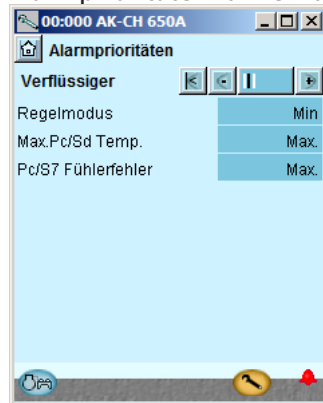 00:000 AK-CH 650A
Alarmprioritäten
Verflüssiger
Regelmodus Min
Max.Pc/Sd Temp. Max.
Pc/S7 Fühlerfehler Max.